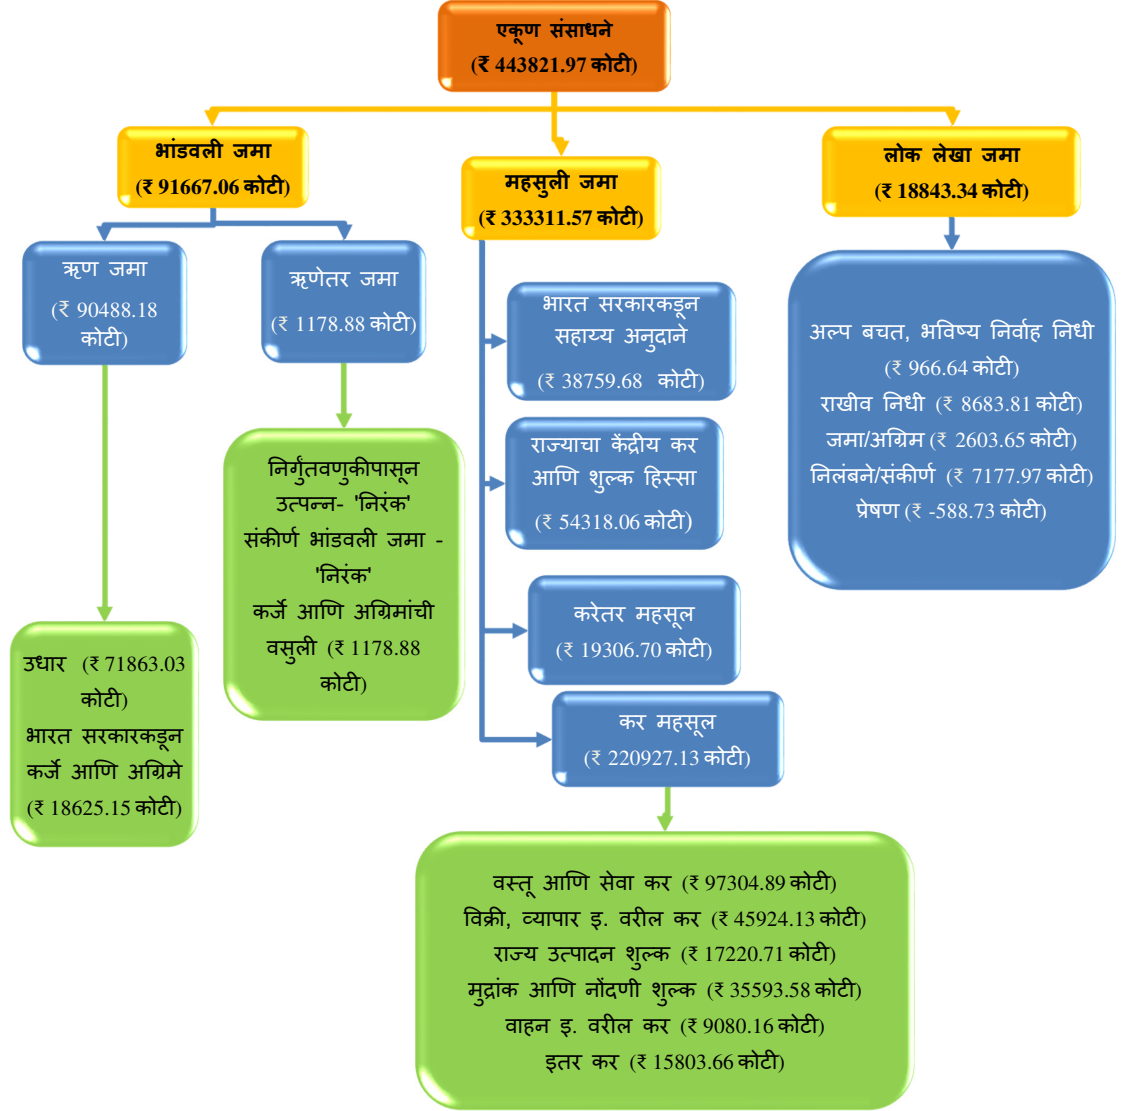 एकूण संसाधने
(₹ 443821.97 कोटी)
भांडवली जमा
(₹ 91667.06 कोटी)
महसुली जमा
(₹ 333311.57 कोटी)
लोक लेखा जमा
(₹ 18843.34 कोटी)
ऋण जमा
(₹ 90488.18
कोटी)
ऋणेतर जमा
(₹ 1178.88 कोटी)
भारत सरकारकडून
सहाय्य अनुदाने
(₹ 38759.68 कोटी)
राज्याचा केंद्रीय कर
आणि शुल्क हिस्सा
(₹ 54318.06 कोटी)
करेतर महसूल
(₹ 19306.70 कोटी)
कर महसूल
(₹ 220927.13 कोटी)
अल्प बचत, भविष्य निर्वाह निधी
(₹ 966.64 कोटी)
राखीव निधी (₹ 8683.81 कोटी)
जमा/अग्रिम (₹ 2603.65 कोटी)
निलंबने/संकीर्ण (₹ 7177.97 कोटी)
प्रेषण (₹ -588.73 कोटी)
निर्गुंतवणुकीपासून
उत्पन्न- 'निरंक'
संकीर्ण भांडवली जमा -
'निरंक'
कर्जे आणि अग्रिमांची
वसुली (₹ 1178.88
कोटी)
उधार (₹ 71863.03
कोटी)
भारत सरकारकडून
कर्जे आणि अग्रिमे
(₹ 18625.15 कोटी)
वस्तू आणि सेवा कर (₹ 97304.89 कोटी)
विक्री, व्यापार इ. वरील कर (₹ 45924.13 कोटी)
राज्य उत्पादन शुल्क (₹ 17220.71 कोटी)
मुद्रांक आणि नोंदणी शुल्क (₹ 35593.58 कोटी)
वाहन इ. वरील कर (₹ 9080.16 कोटी)
इतर कर (₹ 15803.66 कोटी)